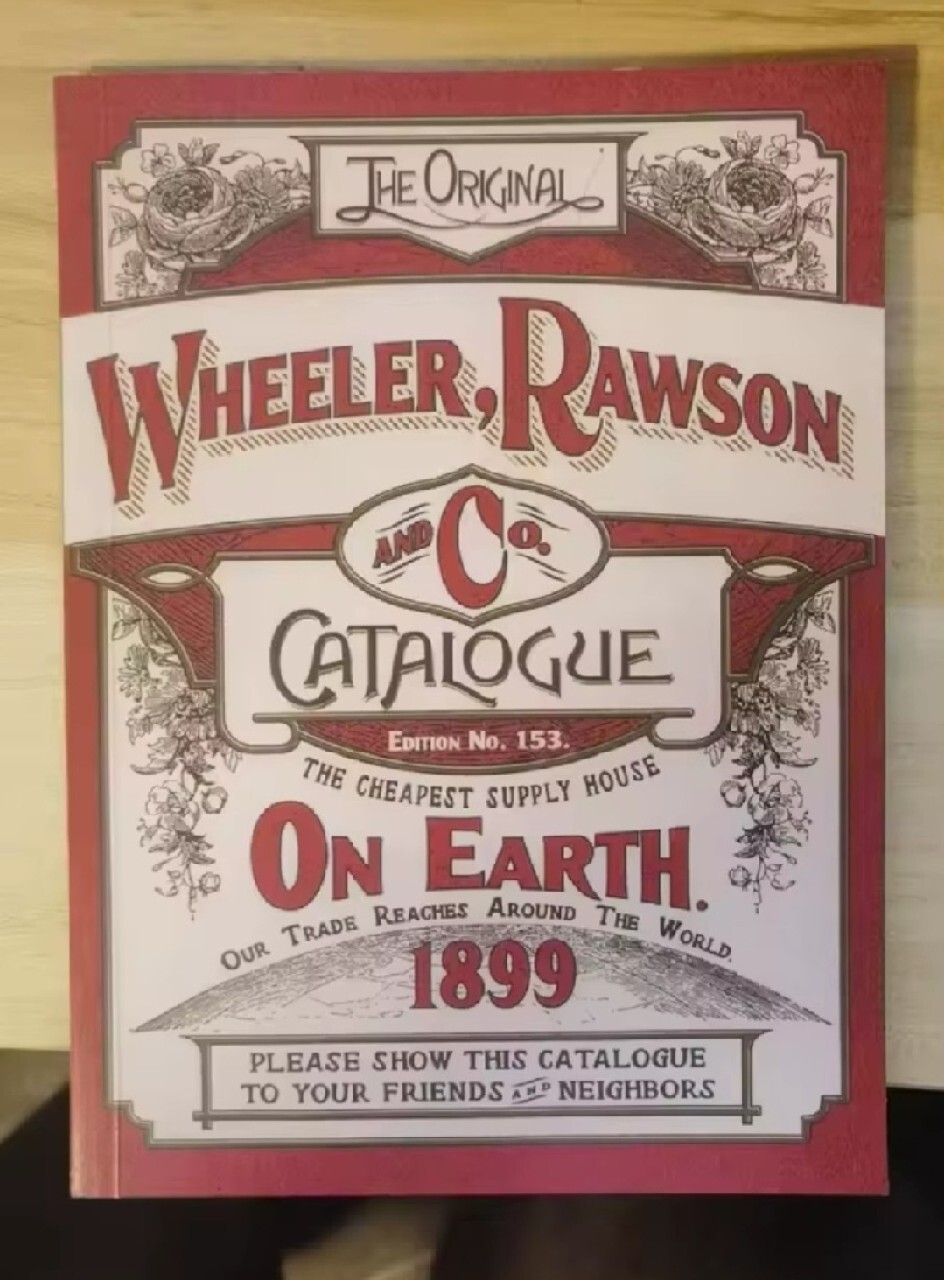 The Original
Wheeler, Rawson
and Co.
Catalogue
Edition No. 153.
THE CHEAPEST SUPPLY HOUSE
On Earth.
Our Trade Reaches Around The World.
1899
PLEASE SHOW THIS CATALOGUE
TO YOUR FRIENDS AND NEIGHBORS